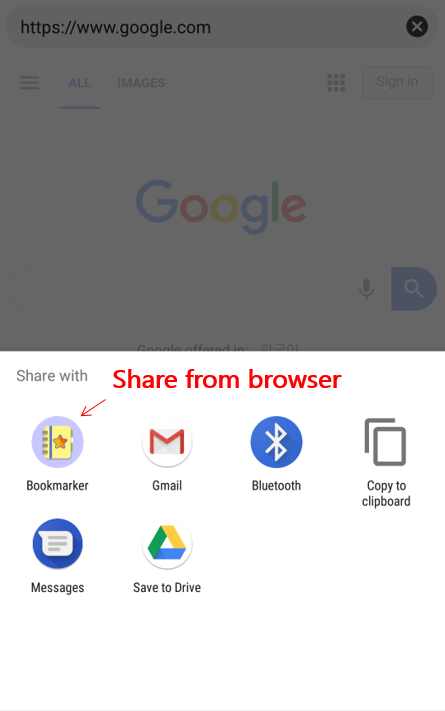 https://www.google.com
ALL IMAGES Sign in
Google
Google offered in: 한국어
Share with
Share from browser
Bookmarker Gmail Bluetooth Copy to
clipboard
Messages Save to Drive